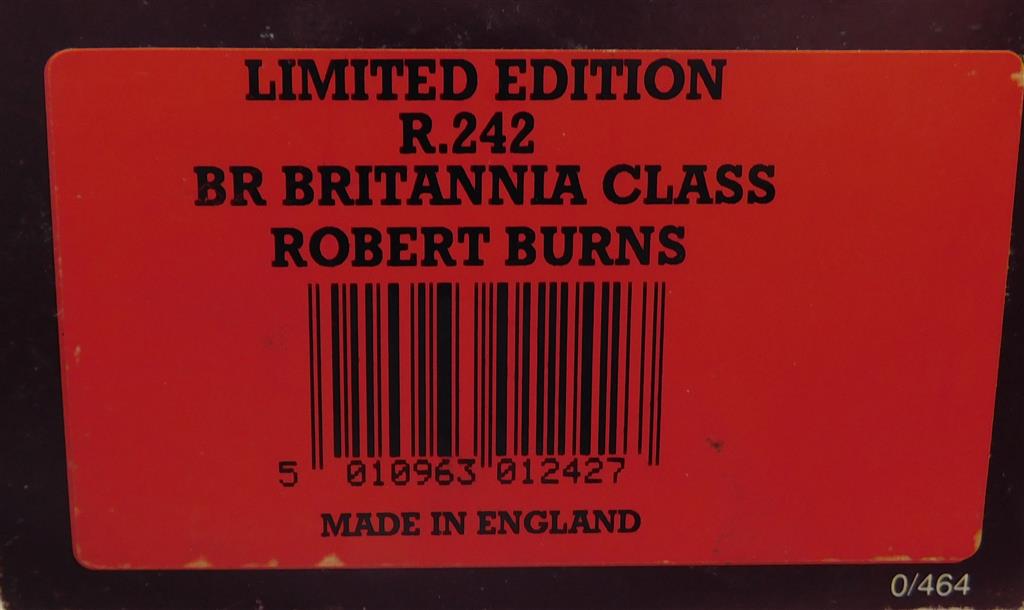 LIMITED EDITION
R.242
BR BRITANNIA CLASS
ROBERT BURNS
5 010963 012427
MADE IN ENGLAND
0/464